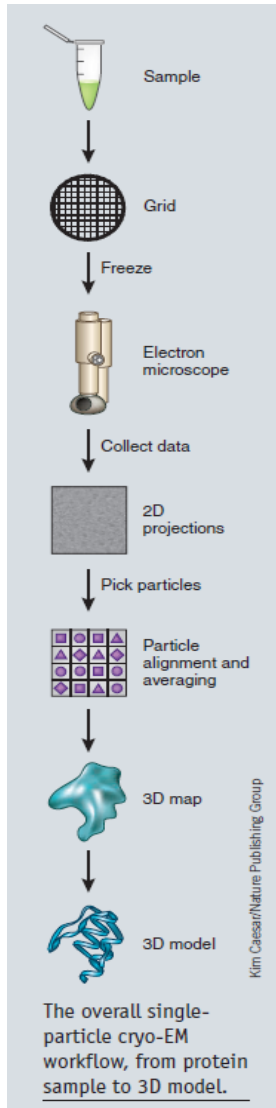 Sample
Grid
Freeze
Electron
microscope
Collect data
2D
projections
Pick particles
Particle
alignment and
averaging
3D map
3D model
Kim Caesar/Nature Publishing Group
The overall single-
particle cryo-EM
workflow, from protein
sample to 3D model.